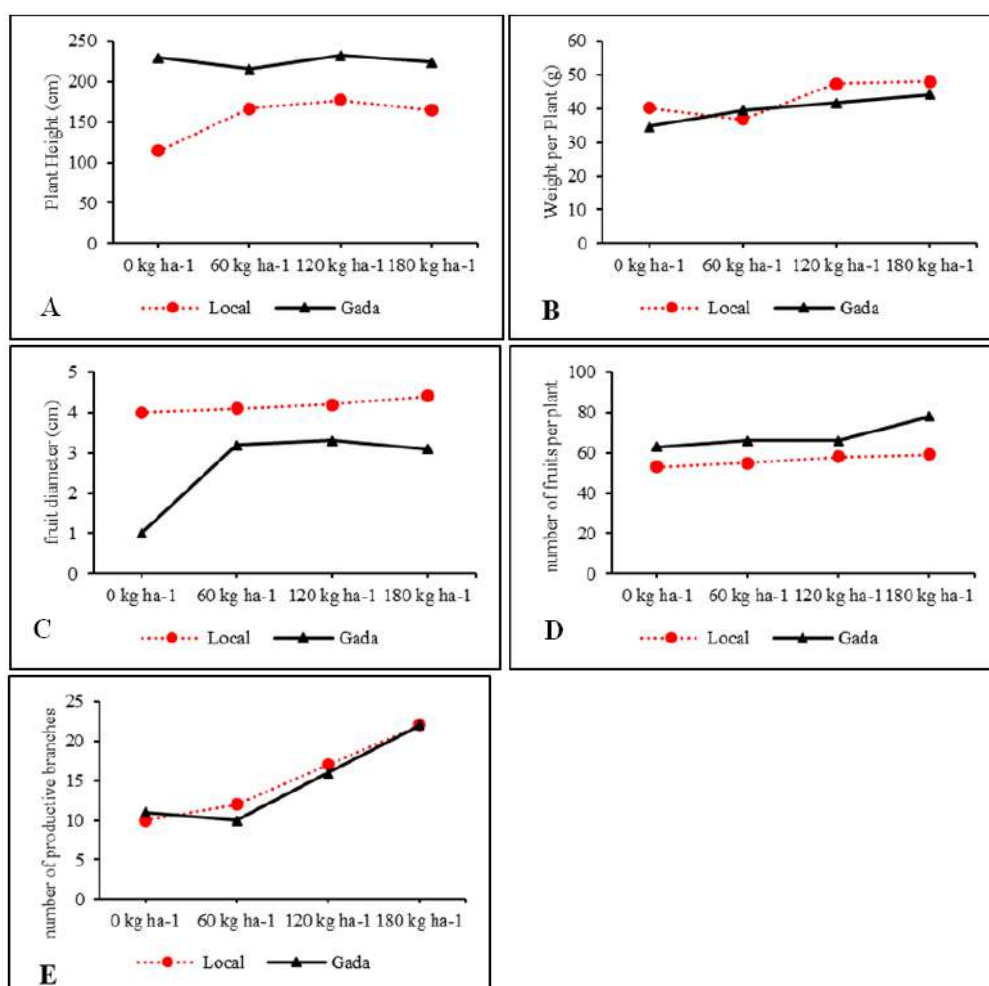 Plant Height (cm)
250
200
150
100
50
0
0 kg ha-1 60 kg ha-1 120 kg ha-1 180 kg ha-1
A
Local Gada
Weight per Plant (g)
60
50
40
30
20
10
0
0 kg ha-1 60 kg ha-1 120 kg ha-1 180 kg ha-1
B
Local Gada
fruit diameter (cm)
5
4
3
2
1
0
0 kg ha-1 60 kg ha-1 120 kg ha-1 180 kg ha-1
C
Local Gada
number of fruitsper plant
100
80
60
40
20
0
0 kg ha-1 60 kg ha-1 120 kg ha-1 180 kg ha-1
D
Local Gada
number of productive branches
25
20
15
10
5
0
0 kg ha-1 60 kg ha-1 120 kg ha-1 180 kg ha-1
E
Local Gada